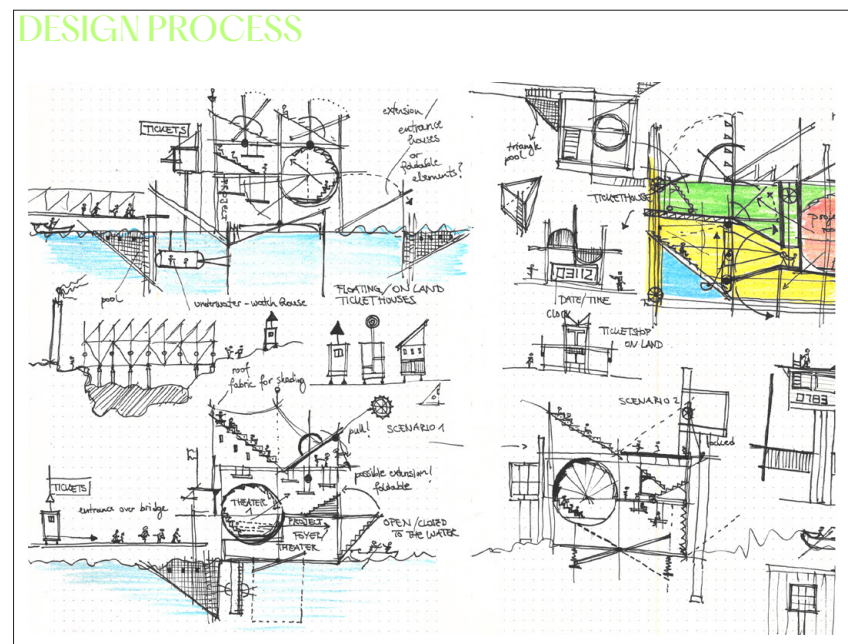 DESIGN PROCESS
extension/
entrance
houses
or
foldable
elements?
TICKETS
PROJECT
pool
underwater-watch house
FLOATING/ON LAND
TICKET HOUSES
roof
fabric for shading
pull!
SCENARIO 1
possible extension!
foldable
TICKETS
entrance over bridge
THEATER
PROJECT
FOYER/
THEATER
OPEN/CLOSED
TO THE WATER
triangle
pool
TICKETHOUSE
DATE/TIME
CLOCK
TICKETSHOP
ON LAND
SCENARIO 2
locked